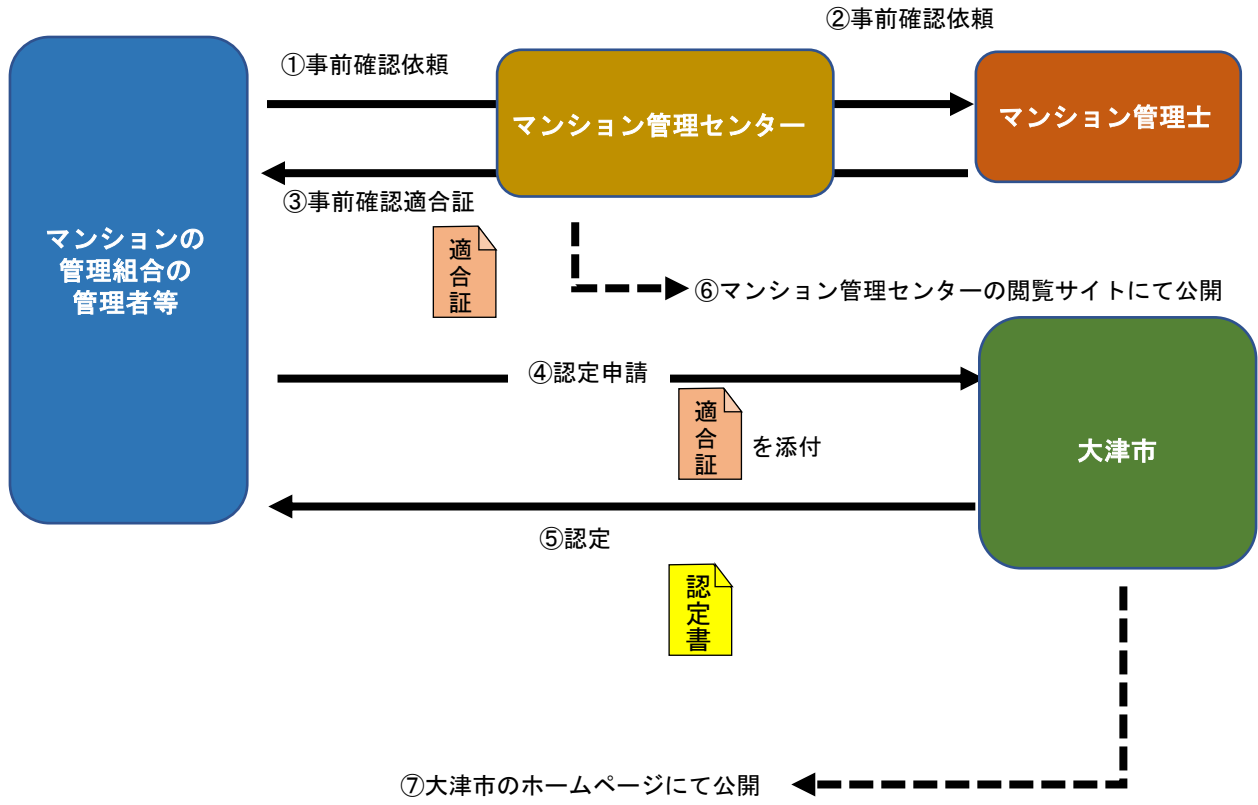 ②事前確認依頼
①事前確認依頼
マンション管理センター
マンション管理士
③事前確認適合証
適合証
マンションの
管理組合の
管理者等
⑥マンション管理センターの閲覧サイトにて公開
④認定申請
適合証
を添付
大津市
⑤認定
認定書
⑦大津市のホームページにて公開